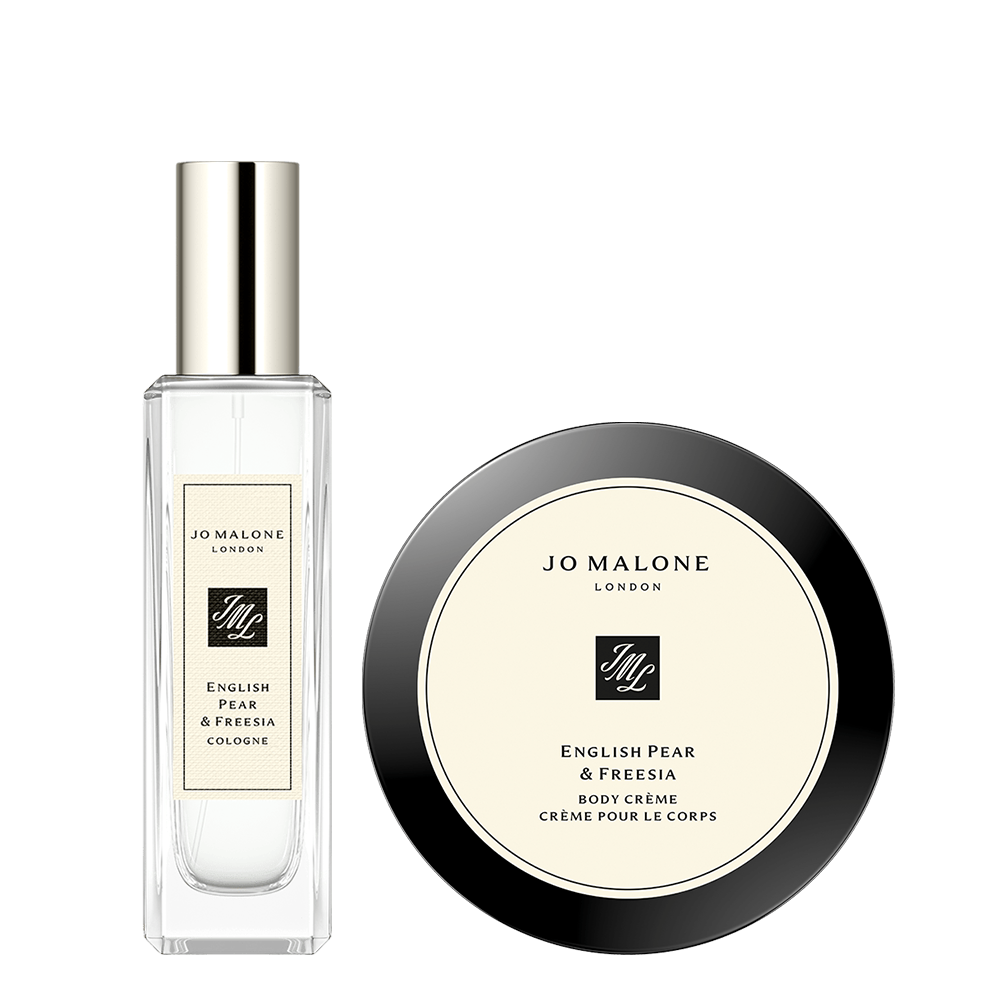 JO MALONE
LONDON
JML
ENGLISH
PEAR
& FREESIA
COLOGNE
JO MALONE
LONDON
JML
ENGLISH PEAR
& FREESIA
BODY CRÈME
CRÈME POUR LE CORPS